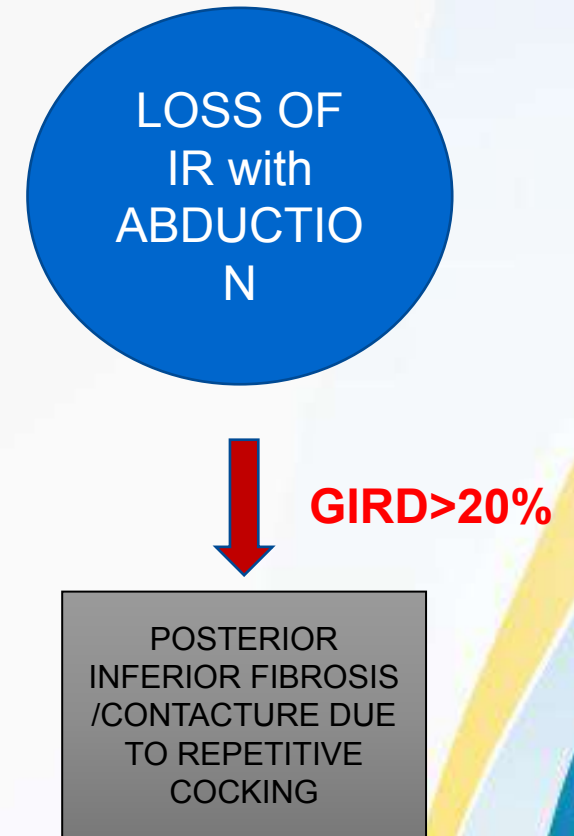 LOSS OF
IR with
ABDUCTIO
N
GIRD>20%
POSTERIOR
INFERIOR FIBROSIS
/CONTACTURE DUE
TO REPETITIVE
COCKING